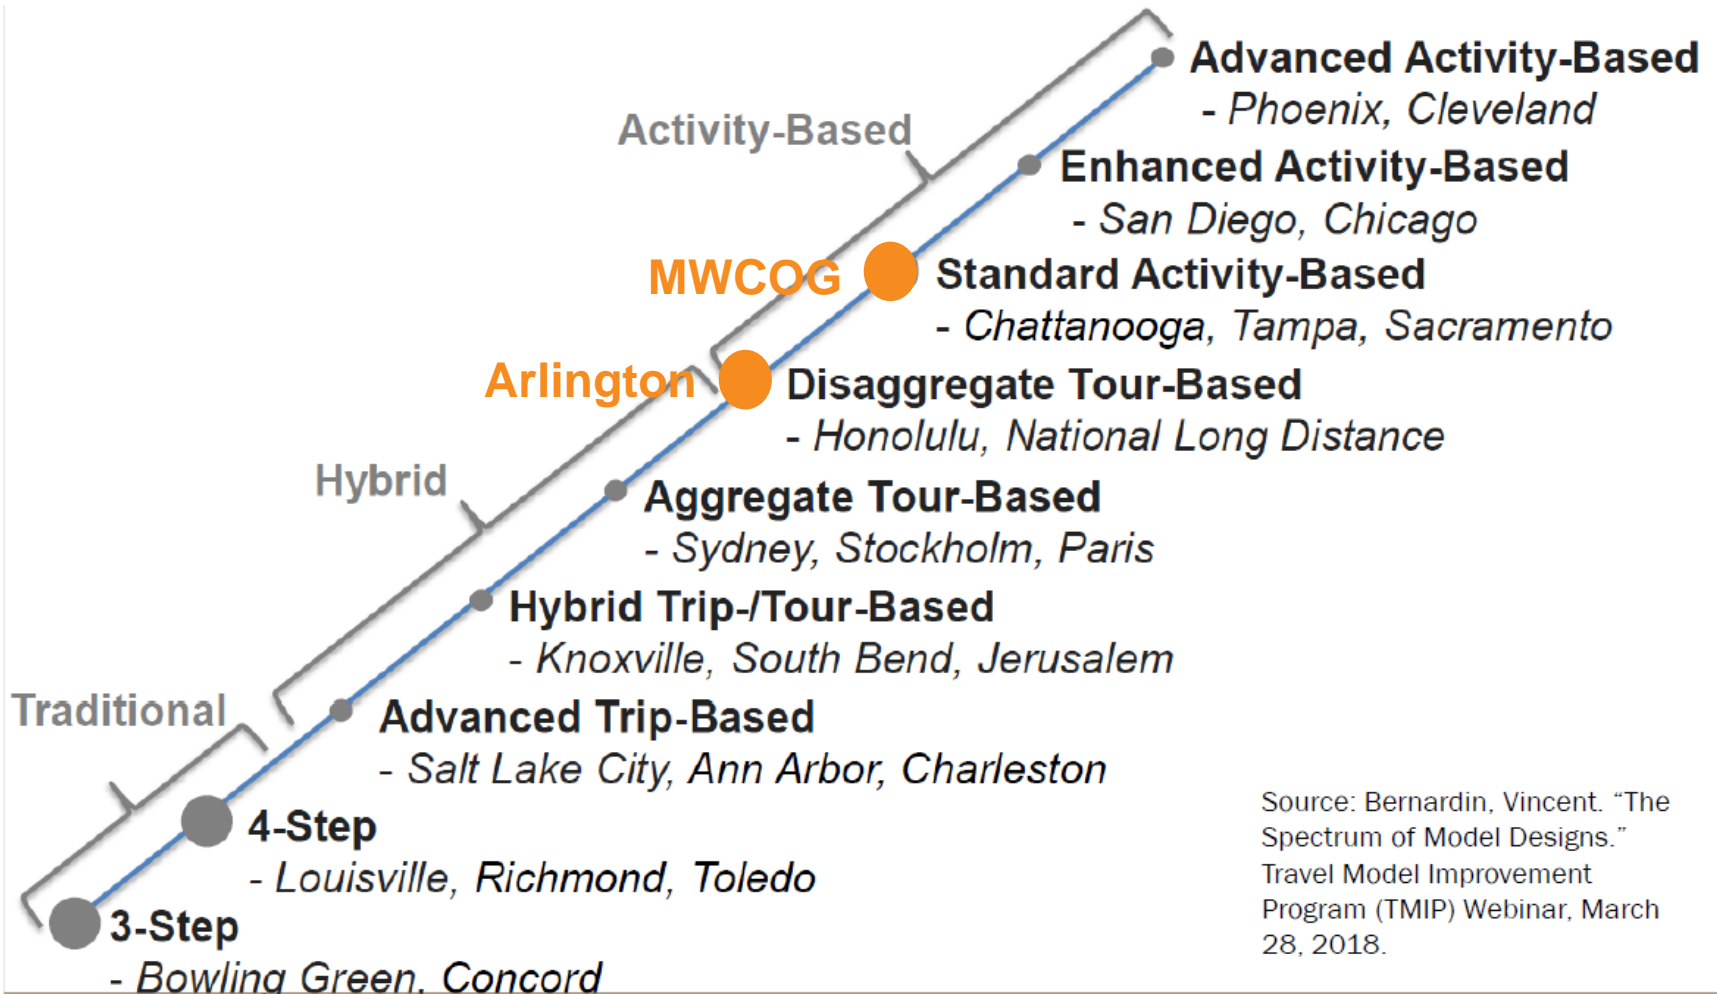 Advanced Activity-Based
- Phoenix, Cleveland
Activity-Based
Enhanced Activity-Based
- San Diego, Chicago
MWCOG
Standard Activity-Based
- Chattanooga, Tampa, Sacramento
Arlington
Disaggregate Tour-Based
- Honolulu, National Long Distance
Hybrid
Aggregate Tour-Based
- Sydney, Stockholm, Paris
Hybrid Trip-/Tour-Based
- Knoxville, South Bend, Jerusalem
Traditional
Advanced Trip-Based
- Salt Lake City, Ann Arbor, Charleston
4-Step
- Louisville, Richmond, Toledo
3-Step
- Bowling Green, Concord
Source: Bernardin, Vincent. “The
Spectrum of Model Designs.”
Travel Model Improvement
Program (TMIP) Webinar, March
28, 2018.